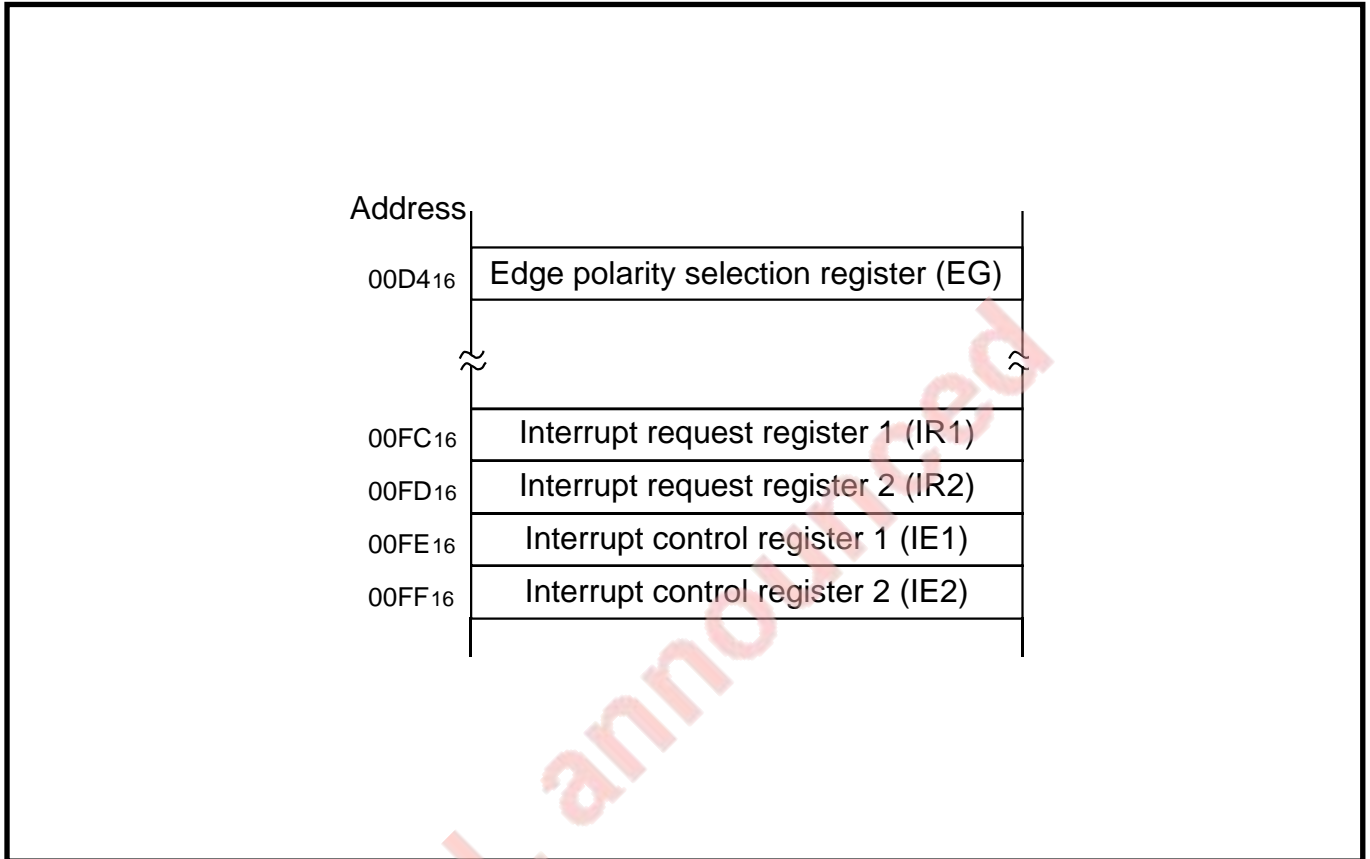 Address
00D416 Edge polarity selection register (EG)
00FC16 Interrupt request register 1 (IR1)
00FD16 Interrupt request register 2 (IR2)
00FE16 Interrupt control register 1 (IE1)
00FF16 Interrupt control register 2 (IE2)
announced